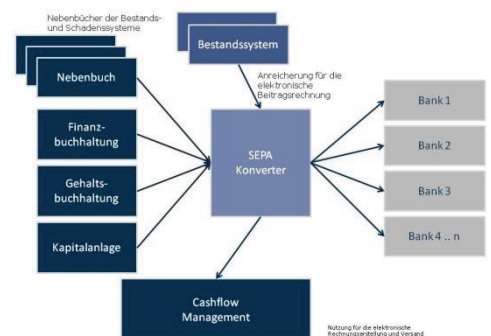 Nebenbücher der Bestands-
und Schadenssysteme
Nebenbuch
Finanz-
buchhaltung
Gehalts-
buchhaltung
Kapitalanlage
Bestandssystem
Anreicherung für die
elektronische
Beitragsrechnung
SEPA
Konverter
Bank 1
Bank 2
Bank 3
Bank 4 .. n
Cashflow
Management
Nutzung für die elektronische
Rechnungserstellung und Versand